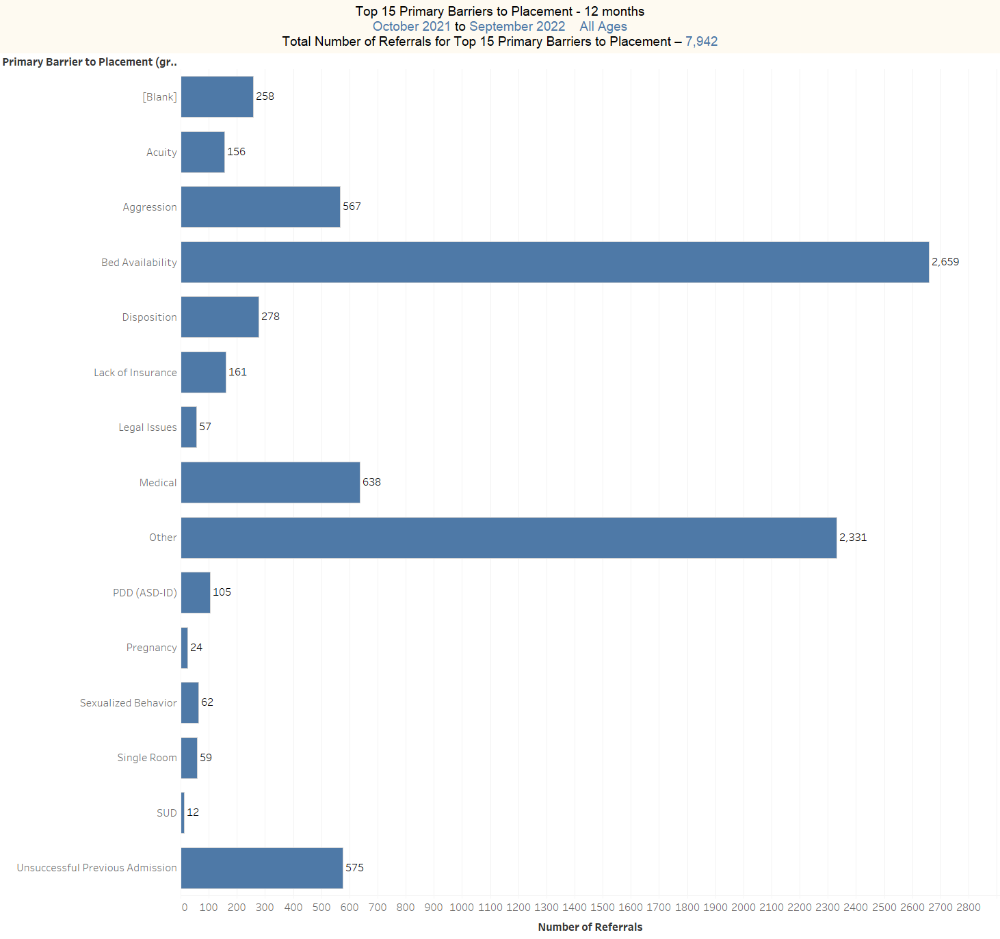 Top 15 Primary Barriers to Placement - 12 months
October 2021 to September 2022 All Ages
Total Number of Referrals for Top 15 Primary Barriers to Placement – 7,942
Primary Barrier to Placement (gr..
[Blank] 258
Acuity 156
Aggression 567
Bed Availability 2,659
Disposition 278
Lack of Insurance 161
Legal Issues 57
Medical 638
Other 2,331
PDD (ASD-ID) 105
Pregnancy 24
Sexualized Behavior 62
Single Room 59
SUD 12
Unsuccessful Previous Admission 575
0 100 200 300 400 500 600 700 800 900 1000 1100 1200 1300 1400 1500 1600 1700 1800 1900 2000 2100 2200 2300 2400 2500 2600 2700 2800
Number of Referrals